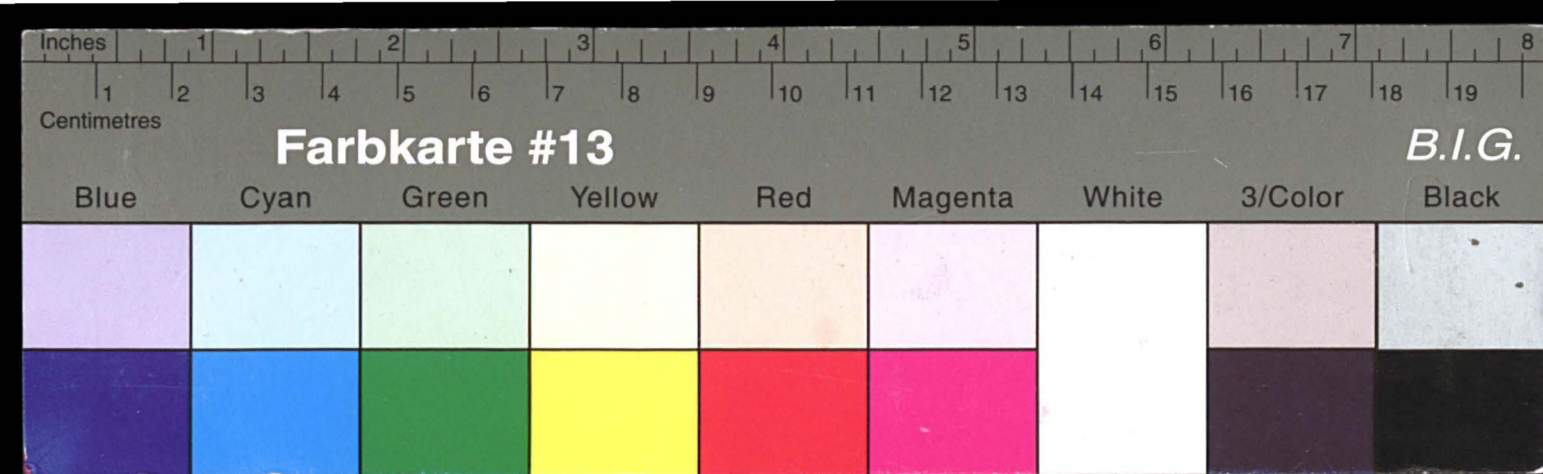 Inches 1 2 3 4 5 6 7 8
1 2 3 4 5 6 7 8 9 10 11 12 13 14 15 16 17 18 19
Centimetres
Farbkarte #13 B.I.G.
Blue Cyan Green Yellow Red Magenta White 3/Color Black